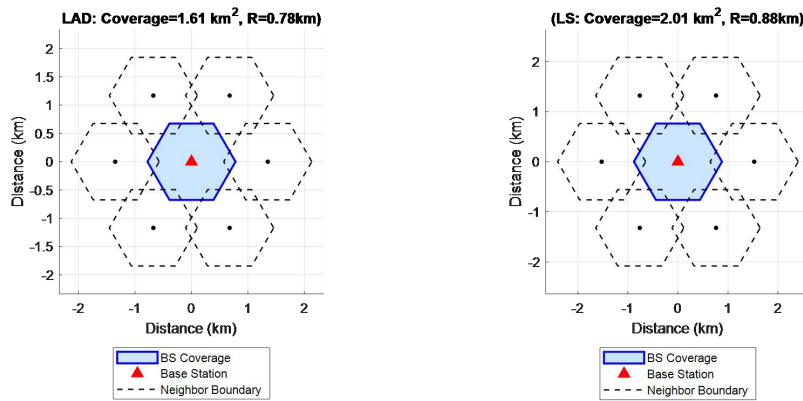 LAD: Coverage=1.61 km², R=0.78km)
2
1.5
1
0.5
0
-0.5
-1
-1.5
-2
Distance (km)
-2 -1 0 1 2
Distance (km)
BS Coverage
Base Station
Neighbor Boundary
(LS: Coverage=2.01 km², R=0.88km)
2
1
0
-1
-2
Distance (km)
-2 -1 0 1 2
Distance (km)
BS Coverage
Base Station
Neighbor Boundary